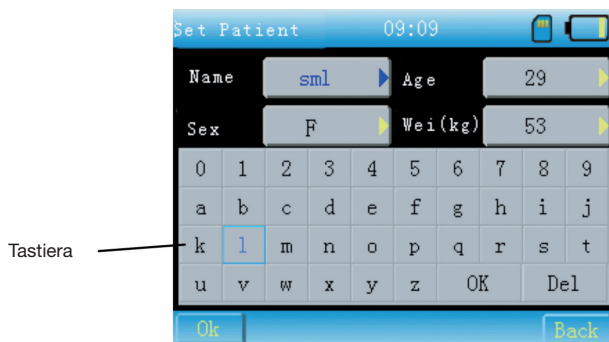 Set Patient 09:09
Name sml Age 29
Sex F Wei(kg) 53
0 1 2 3 4 5 6 7 8 9
a b c d e f g h i j
Tastiera
k l m n o p q r s t
u v w x y z OK Del
Ok Back